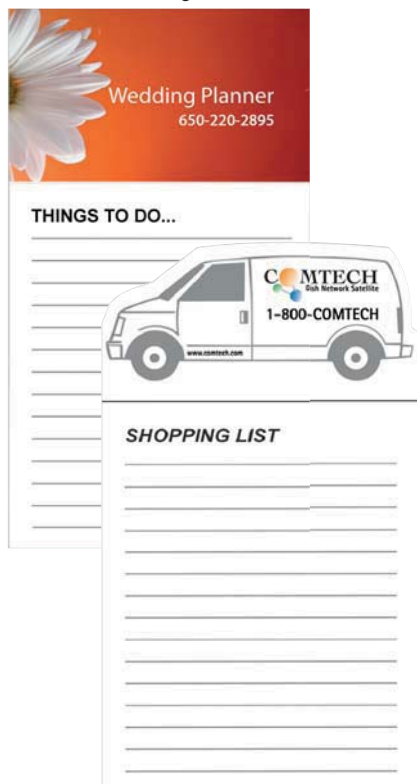 Wedding Planner
650-220-2895
THINGS TO DO...
COMTECH
Dish Network Satellite
1-800-COMTECH
www.comtech.com
SHOPPING LIST